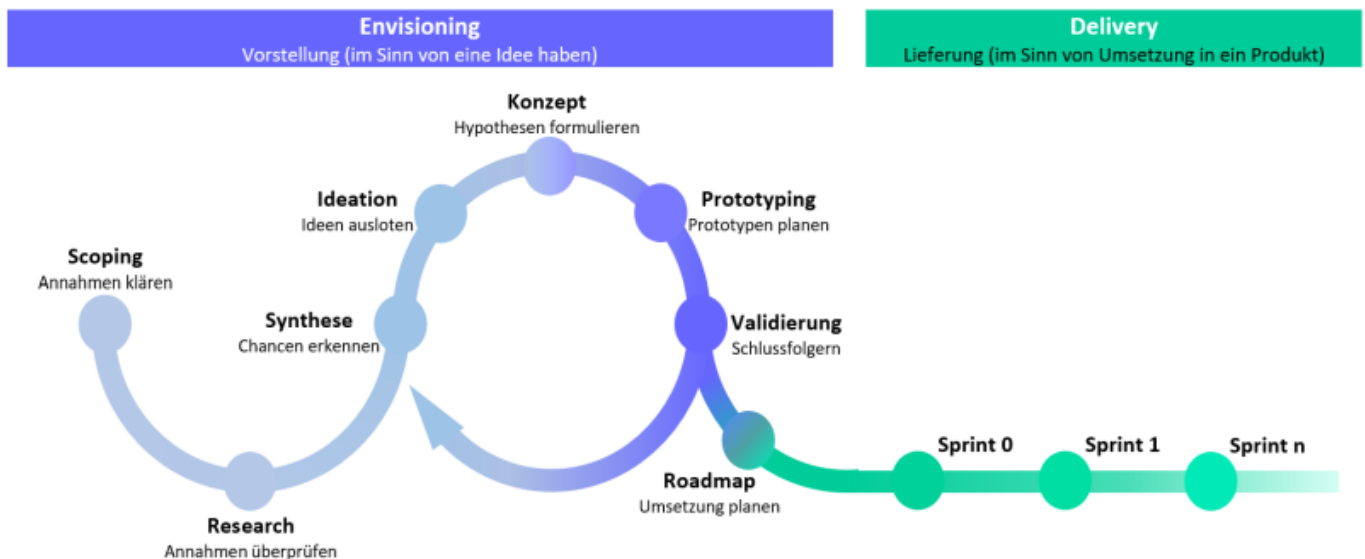 Envisioning
Vorstellung (im Sinn von eine Idee haben)
Delivery
Lieferung (im Sinn von Umsetzung in ein Produkt)
Konzept
Hypothesen formulieren
Ideation
Ideen ausloten
Prototyping
Prototypen planen
Scoping
Annahmen klären
Synthese
Chancen erkennen
Validierung
Schlussfolgern
Roadmap
Umsetzung planen
Sprint 0
Sprint 1
Sprint n
Research
Annahmen überprüfen